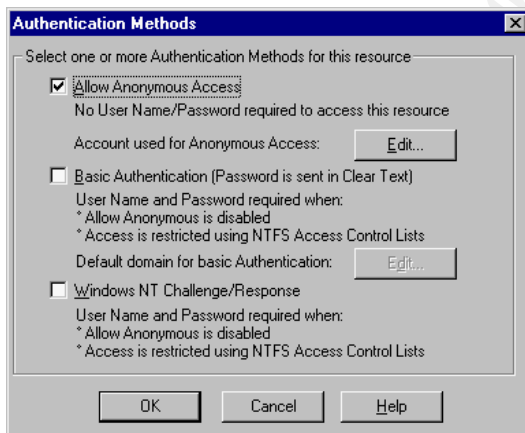 Authentication Methods
Select one or more Authentication Methods for this resource
Allow Anonymous Access
No User Name/Password required to access this resource
Account used for Anonymous Access: Edit...
Basic Authentication (Password is sent in Clear Text)
User Name and Password required when:
* Allow Anonymous is disabled
* Access is restricted using NTFS Access Control Lists
Default domain for basic Authentication: Edit...
Windows NT Challenge/Response
User Name and Password required when:
* Allow Anonymous is disabled
* Access is restricted using NTFS Access Control Lists
OK Cancel Help